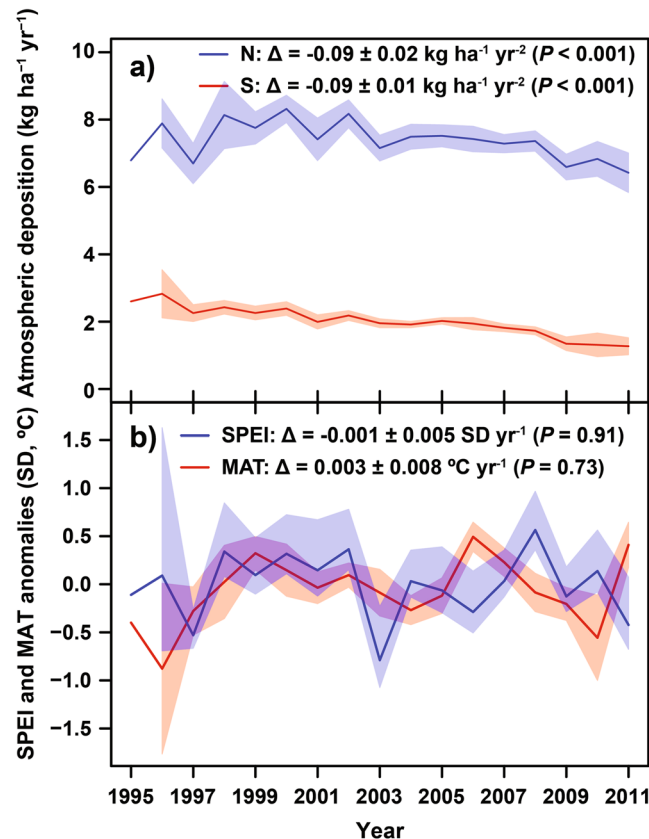 a)
N: Δ = -0.09 ± 0.02 kg ha⁻¹ yr⁻² (P < 0.001)
S: Δ = -0.09 ± 0.01 kg ha⁻¹ yr⁻² (P < 0.001)
Atmospheric deposition (kg ha⁻¹ yr⁻¹)
10
8
6
4
2
0
b)
SPEI: Δ = -0.001 ± 0.005 SD yr⁻¹ (P = 0.91)
MAT: Δ = 0.003 ± 0.008 ºC yr⁻¹ (P = 0.73)
SPEI and MAT anomalies (SD, ºC)
1.5
1.0
0.5
0.0
−0.5
−1.0
−1.5
1995 1997 1999 2001 2003 2005 2007 2009 2011
Year